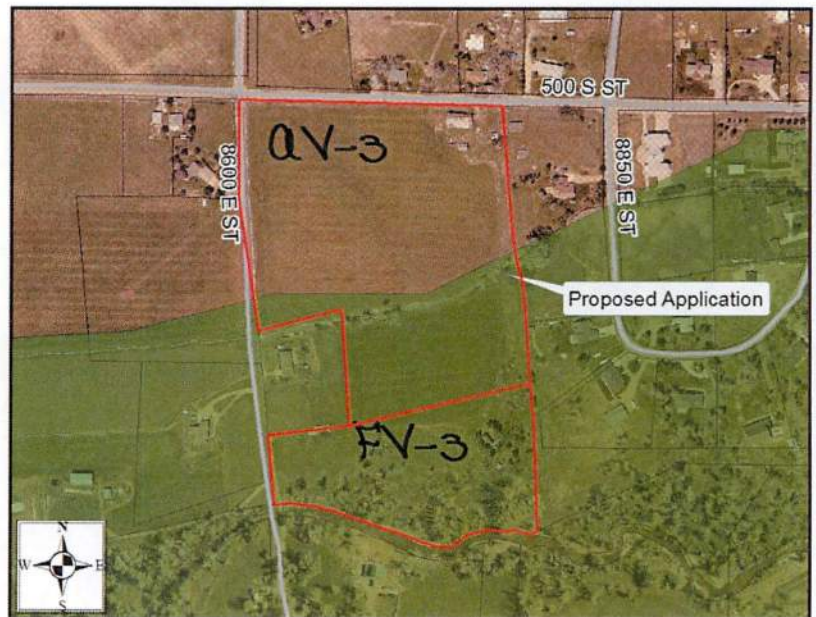 500 S ST
AV-3
8600 E ST
8850 E ST
Proposed Application
FV-3
N
W E
S